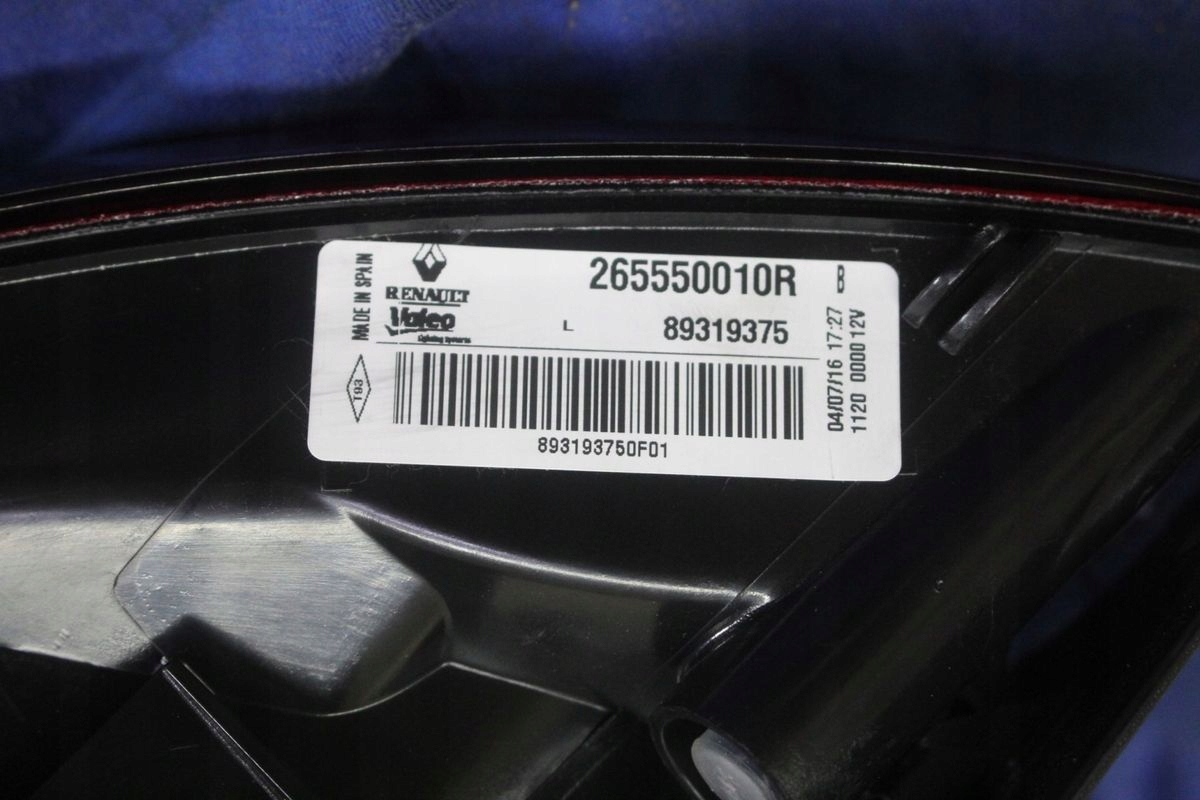 MADE IN SPAIN
RENAULT
Valeo
Lighting Systems
265550010R
B
L
89319375
T93
893193750F01
04/07/16 17:27
1120 0000 12V